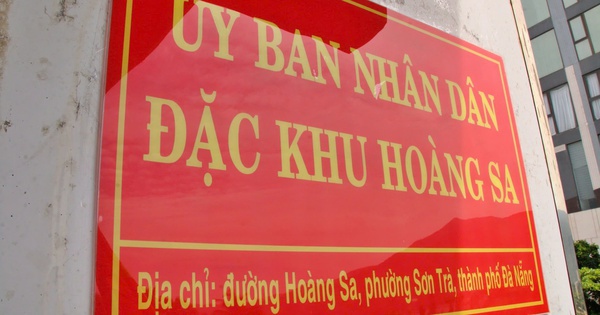 ỦY BAN NHÂN DÂN
ĐẶC KHU HOÀNG SA
Địa chỉ: đường Hoàng Sa, phường Sơn Trà, thành phố Đà Nẵng